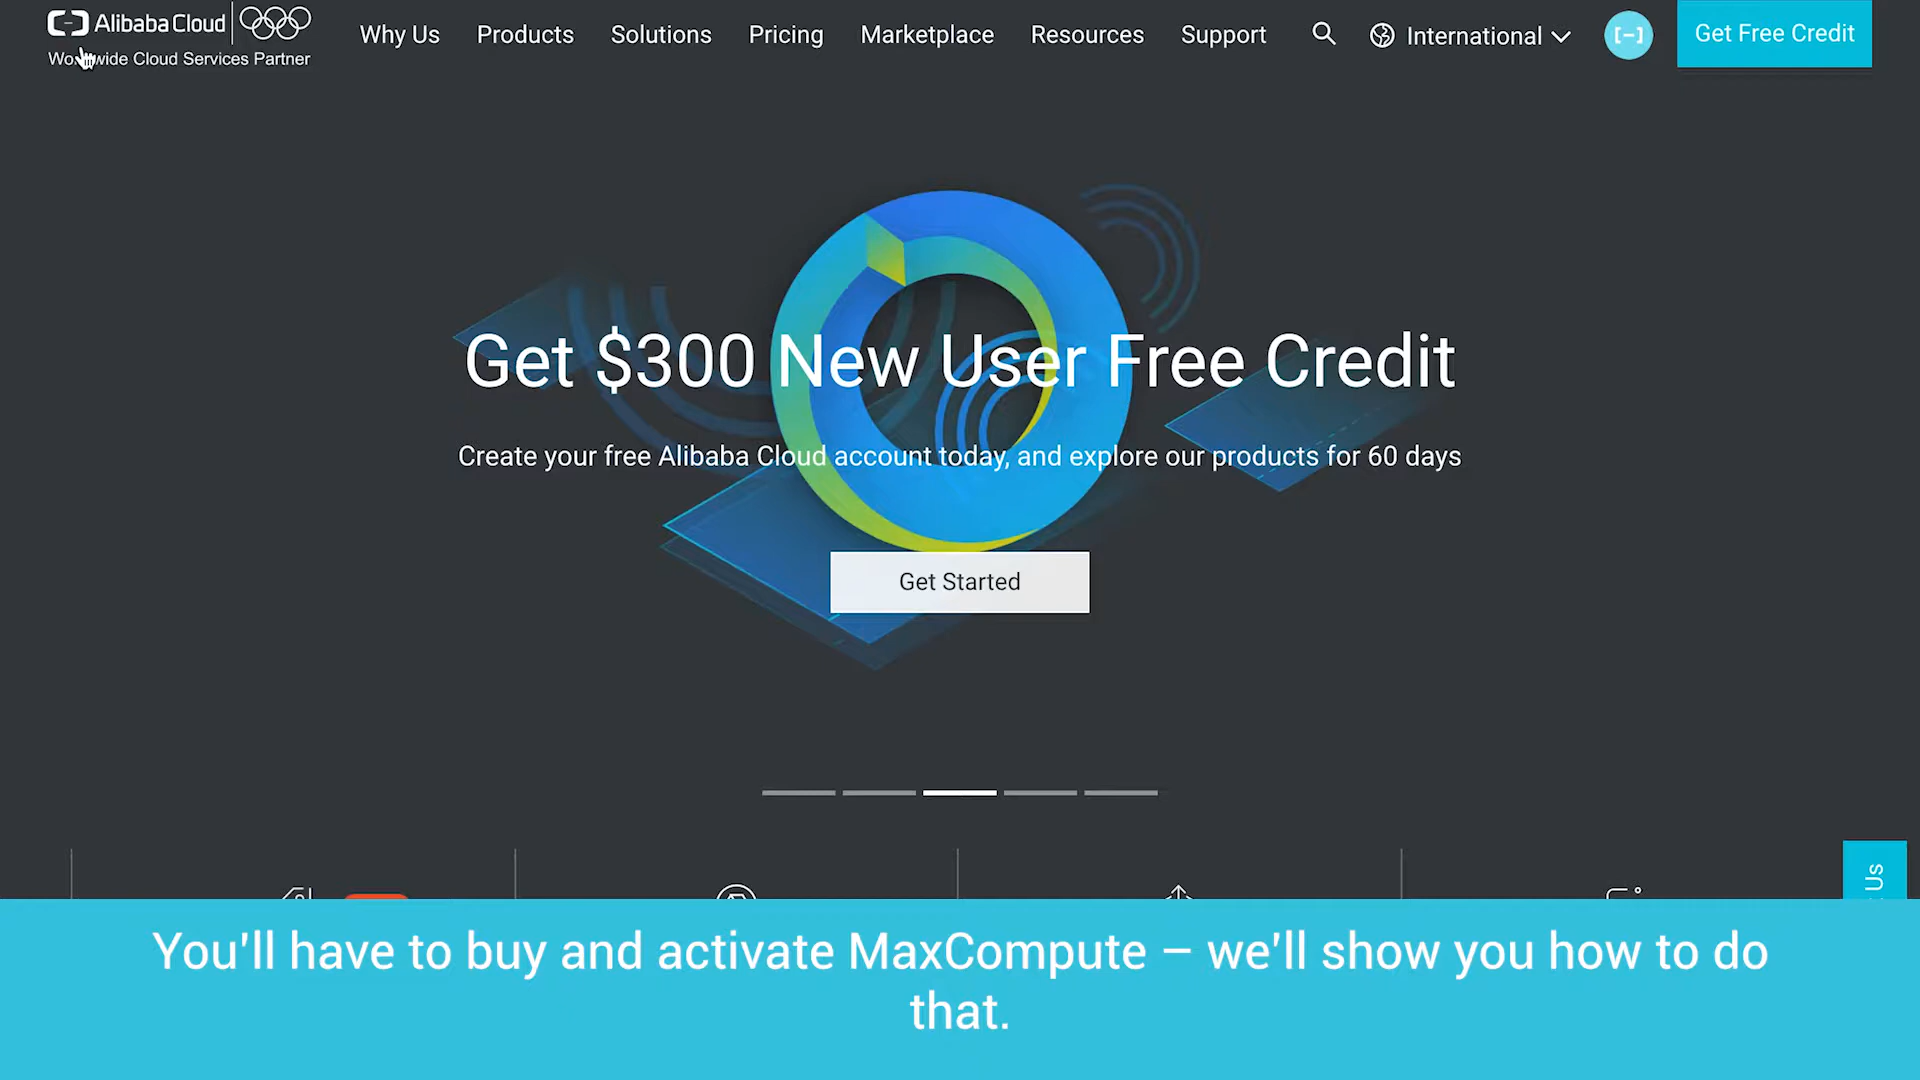 Alibaba Cloud
Worldwide Cloud Services Partner
Why Us
Products
Solutions
Pricing
Marketplace
Resources
Support
International
[-]
Get Free Credit
Get $300 New User Free Credit
Create your free Alibaba Cloud account today, and explore our products for 60 days
Get Started
Us
You'll have to buy and activate MaxCompute – we'll show you how to do
that.